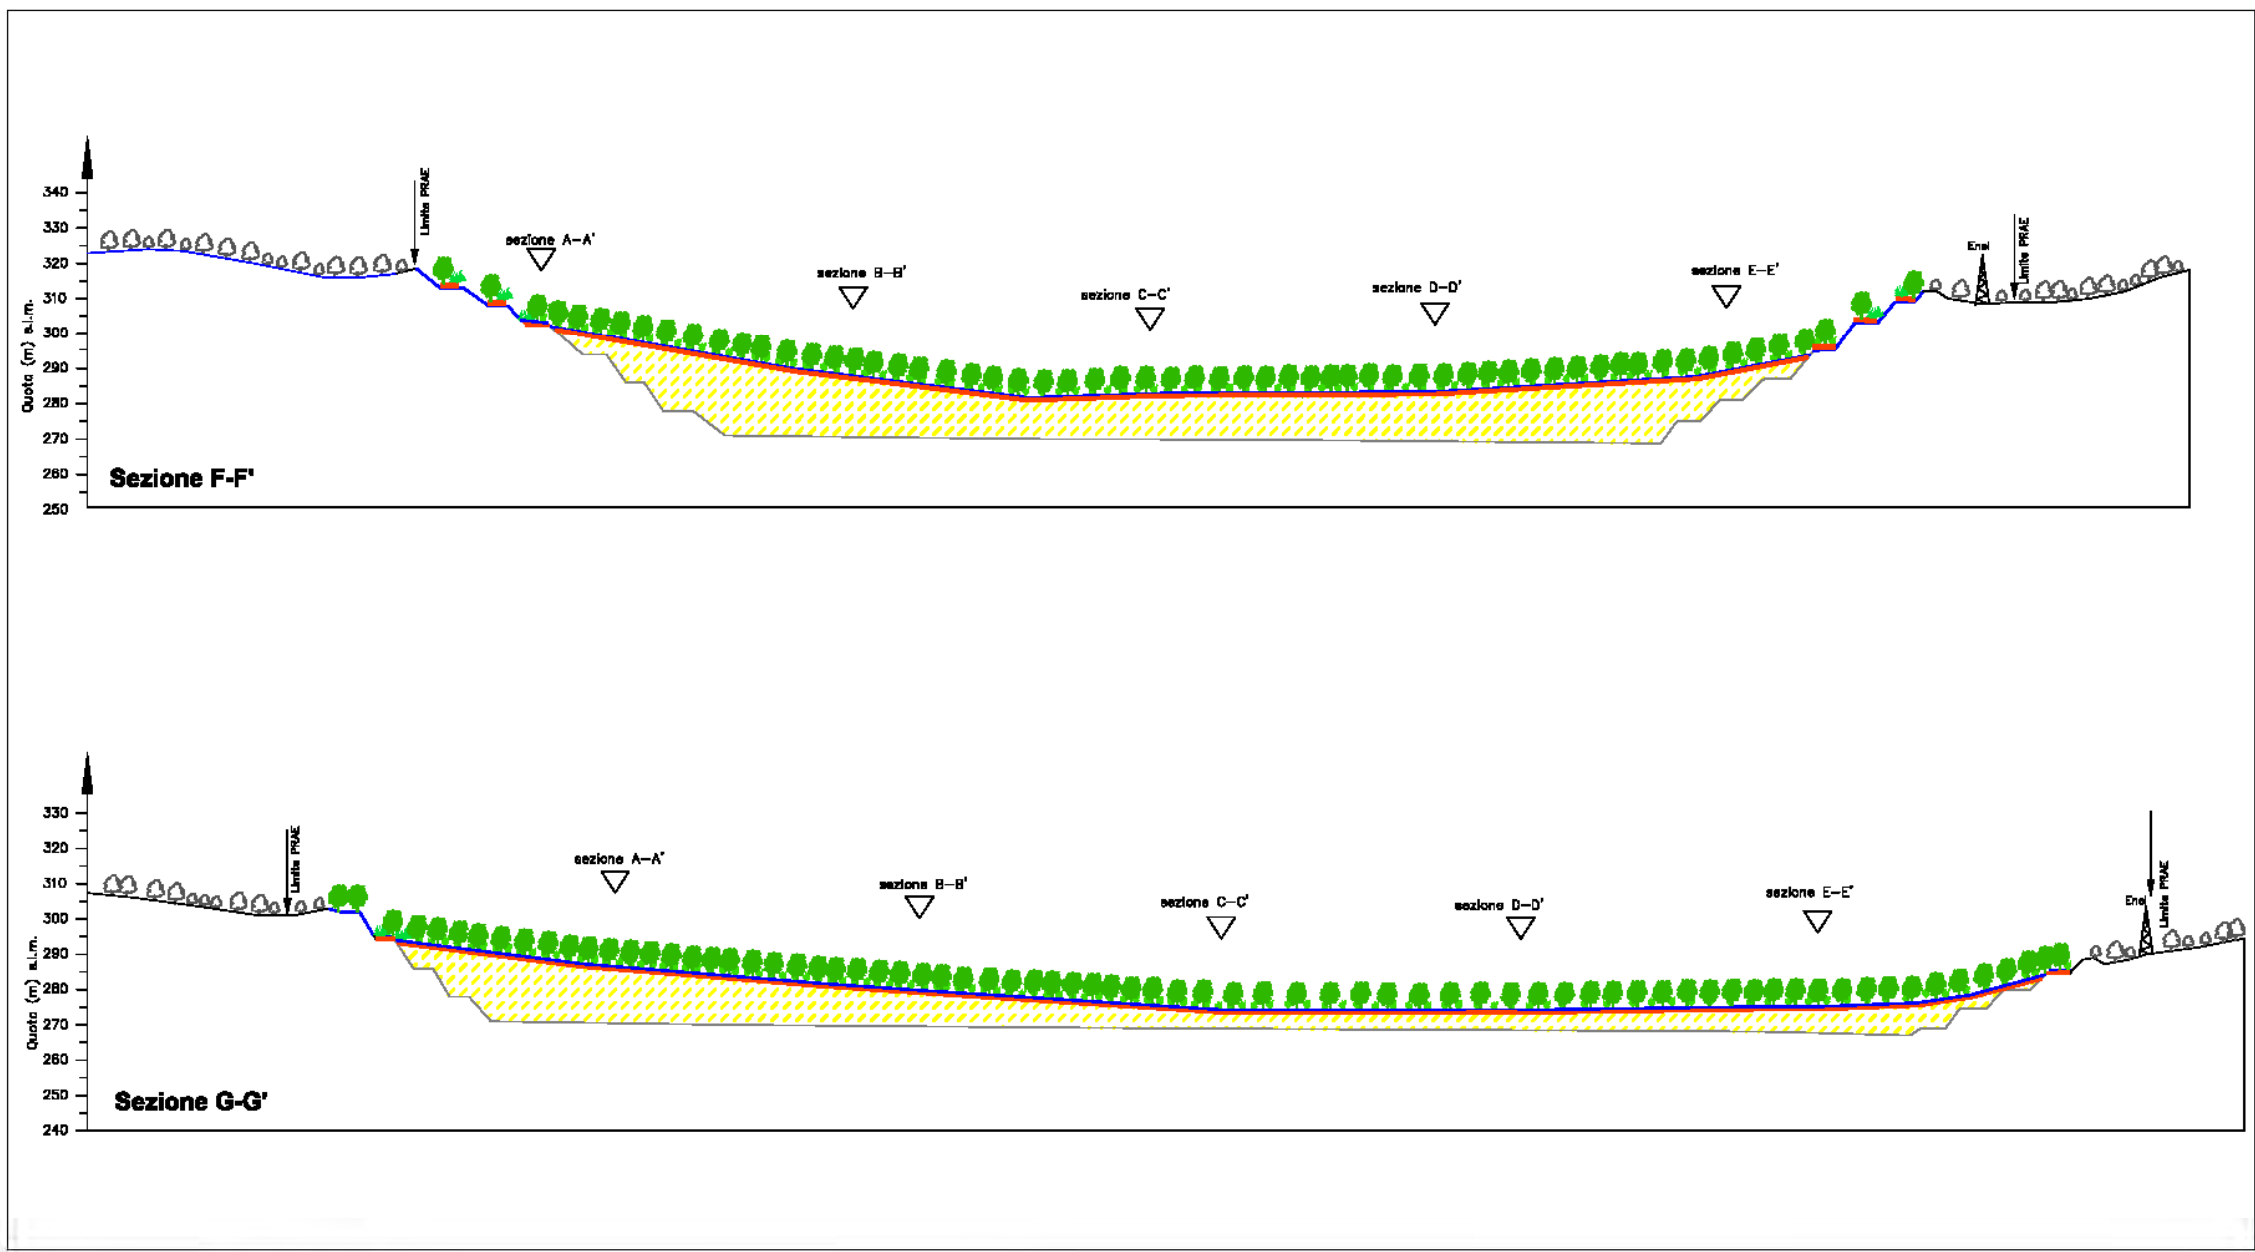 340
330
320
310
300
290
280
270
260
250
Quota (m) s.l.m.
Limite PRAE
sezione A-A'
sezione B-B'
sezione C-C'
sezione D-D'
sezione E-E'
Enel
Limite PRAE
Sezione F-F'
330
320
310
300
290
280
270
260
250
240
Quota (m) s.l.m.
Limite PRAE
sezione A-A'
sezione B-B'
sezione C-C'
sezione D-D'
sezione E-E'
Enel
Limite PRAE
Sezione G-G'